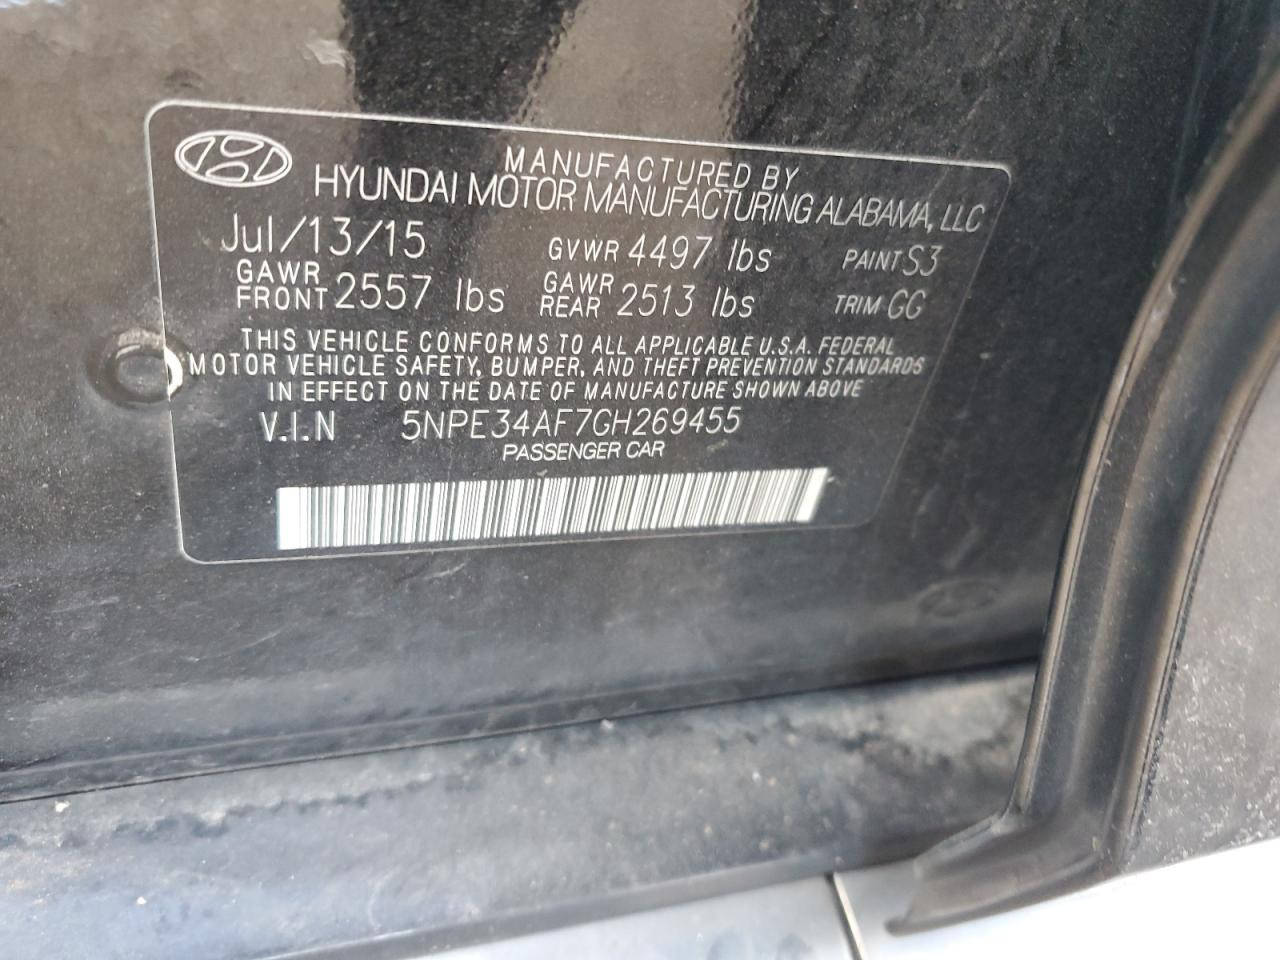 MANUFACTURED BY
HYUNDAI MOTOR MANUFACTURING ALABAMA, LLC
Jul/13/15 GVWR 4497 lbs PAINT S3
GAWR FRONT 2557 lbs GAWR REAR 2513 lbs TRIM GG
THIS VEHICLE CONFORMS TO ALL APPLICABLE U.S.A. FEDERAL
MOTOR VEHICLE SAFETY, BUMPER, AND THEFT PREVENTION STANDARDS
IN EFFECT ON THE DATE OF MANUFACTURE SHOWN ABOVE
V.I.N 5NPE34AF7GH269455
PASSENGER CAR